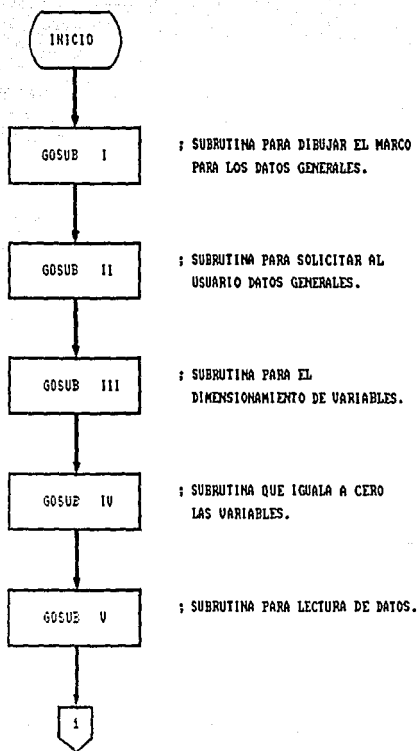 INICIO
GOSUB I
; SUBRUTINA PARA DIBUJAR EL MARCO
PARA LOS DATOS GENERALES.
GOSUB II
; SUBRUTINA PARA SOLICITAR AL
USUARIO DATOS GENERALES.
GOSUB III
; SUBRUTINA PARA EL
DIMENSIONAMIENTO DE VARIABLES.
GOSUB IV
; SUBRUTINA QUE IGUALA A CERO
LAS VARIABLES.
GOSUB V
; SUBRUTINA PARA LECTURA DE DATOS.
1